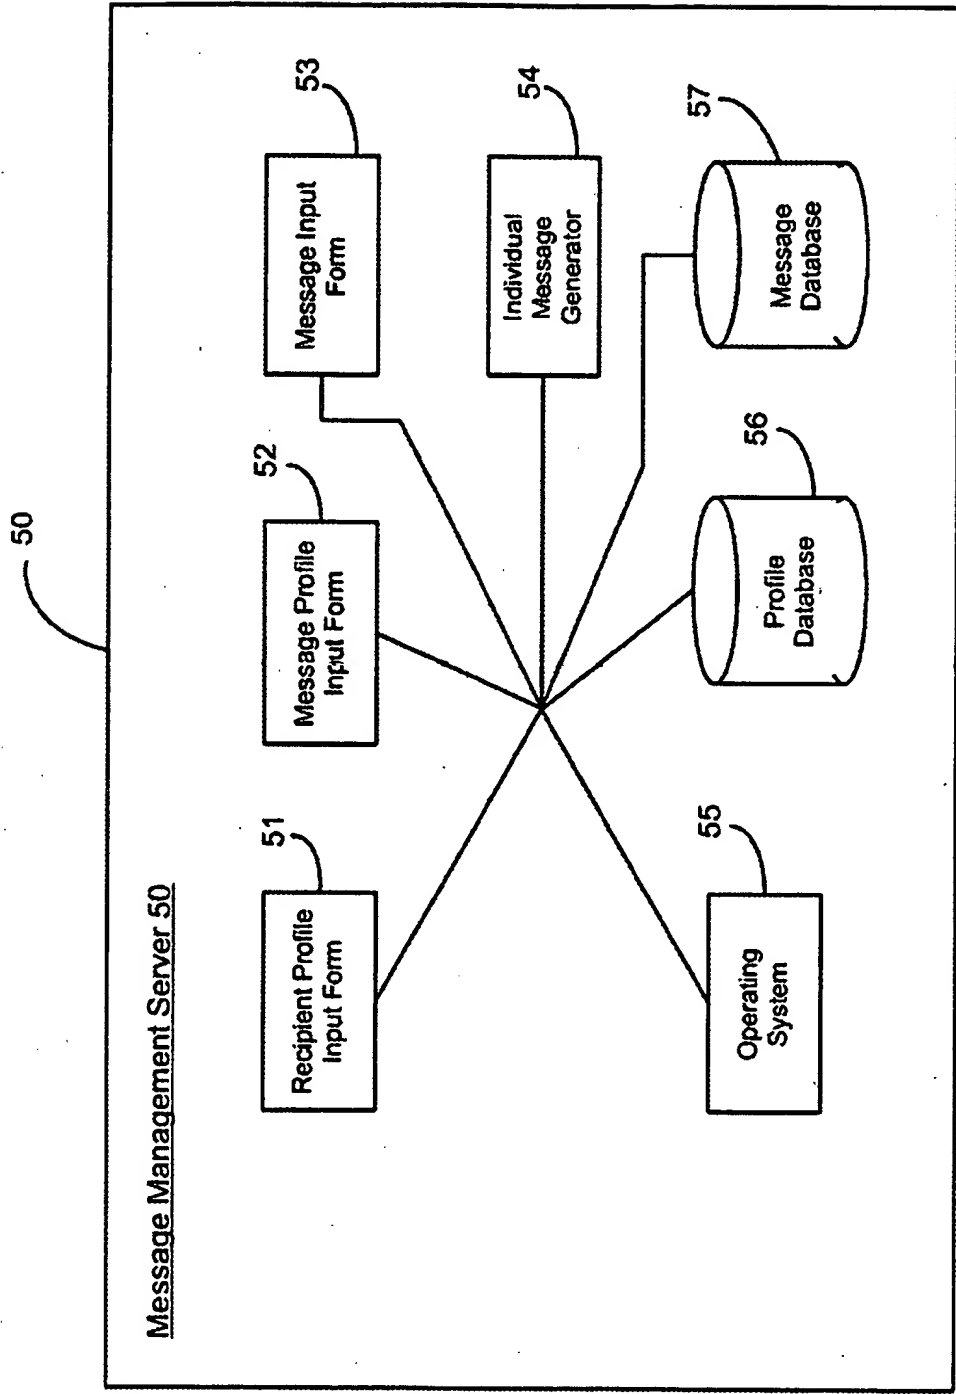 50
Message Management Server 50
51
Recipient Profile
Input Form
52
Message Profile
Input Form
53
Message Input
Form
54
Individual
Message
Generator
55
Operating
System
56
Profile
Database
57
Message
Database